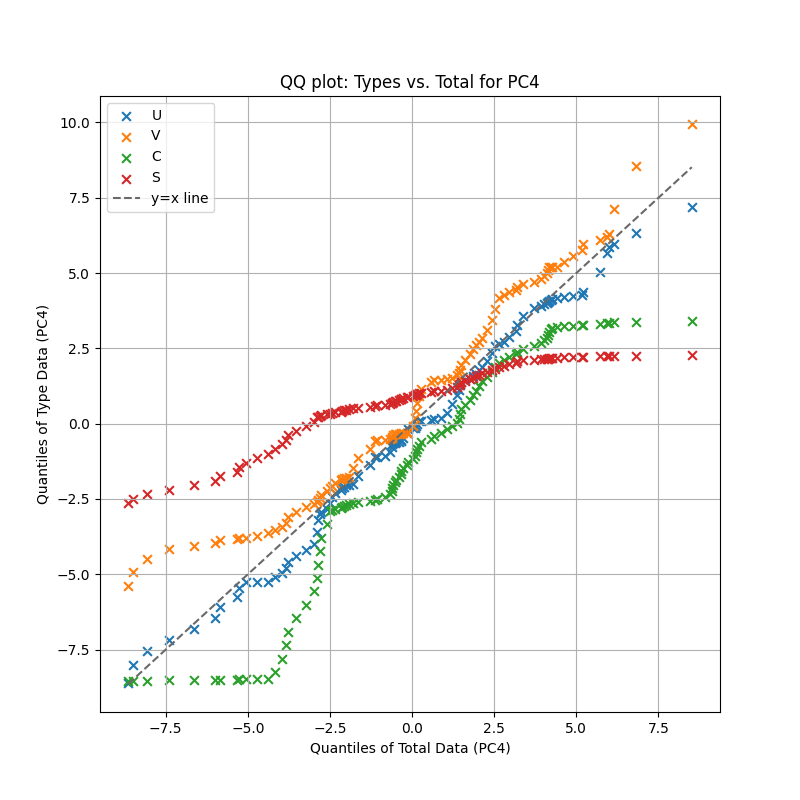 QQ plot: Types vs. Total for PC4
U
V
C
S
y=x line
10.0
7.5
5.0
2.5
0.0
−2.5
−5.0
−7.5
Quantiles of Type Data (PC4)
−7.5 −5.0 −2.5 0.0 2.5 5.0 7.5
Quantiles of Total Data (PC4)